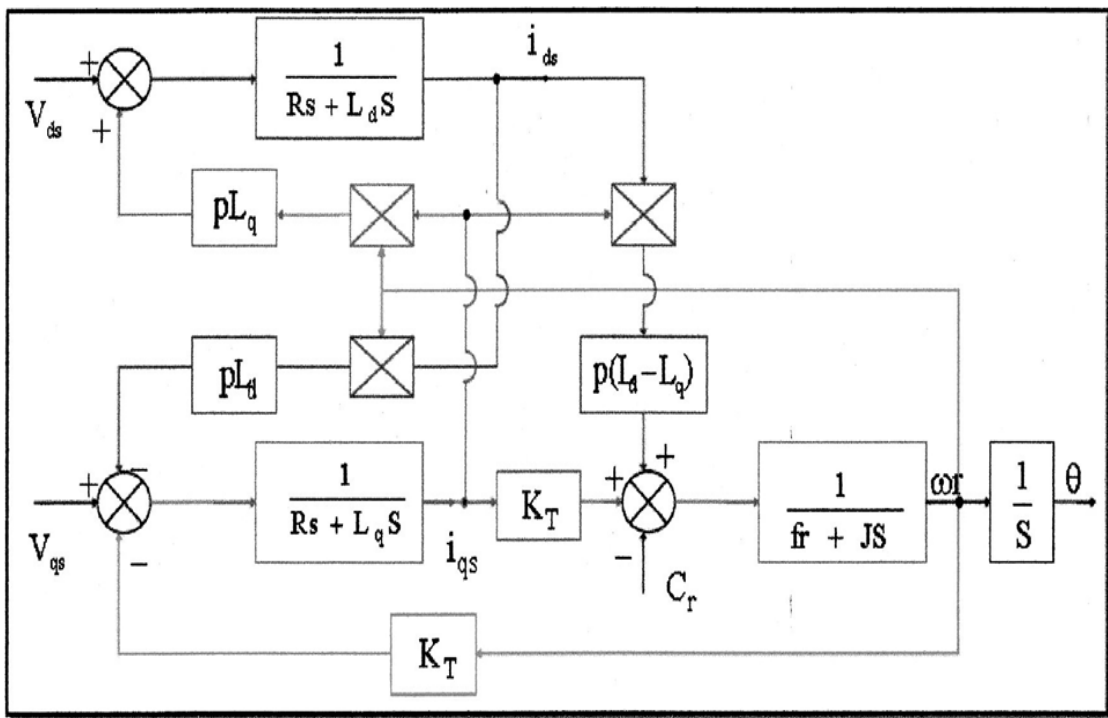 +
V_ds
+
1
Rs + L_d S
i_ds
pL_q
pL_d
p(L_d - L_q)
+
V_qs
-
-
1
Rs + L_q S
i_qs
K_T
+
+
-
C_r
1
fr + JS
ωr
1
S
θ
K_T